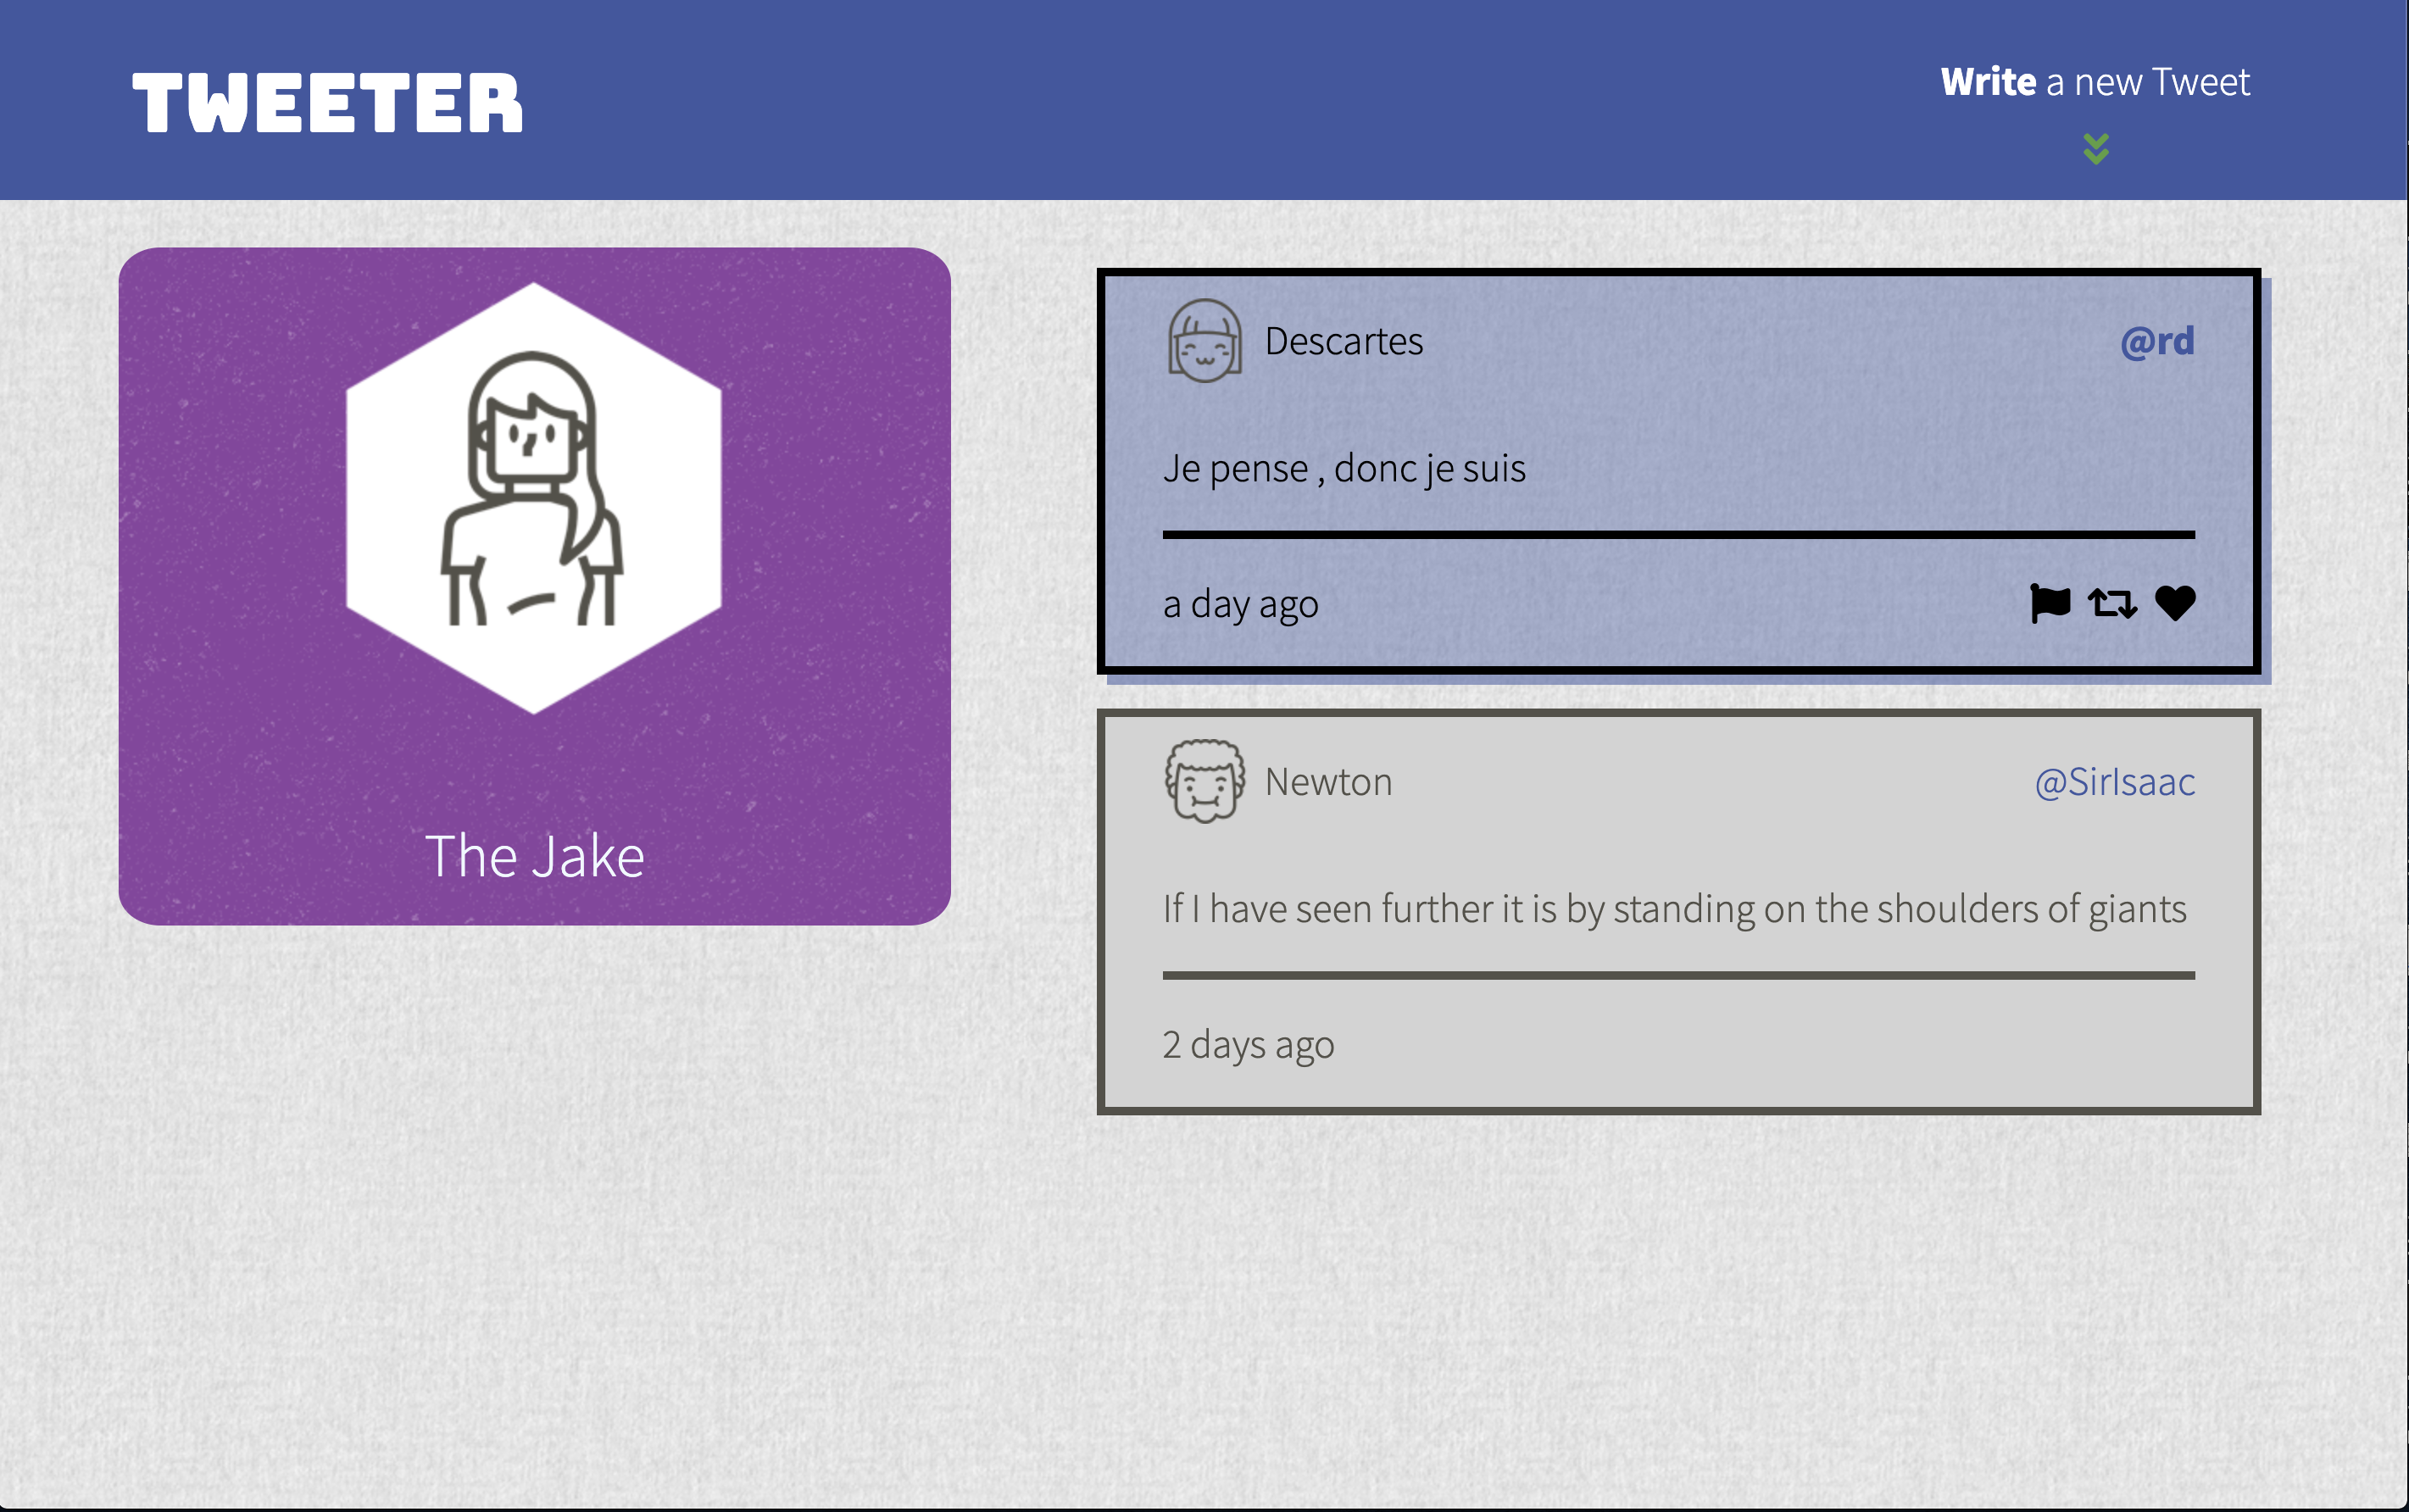 TWEETER
Write a new Tweet
The Jake
Descartes
@rd
Je pense , donc je suis
a day ago
Newton
@SirIsaac
If I have seen further it is by standing on the shoulders of giants
2 days ago